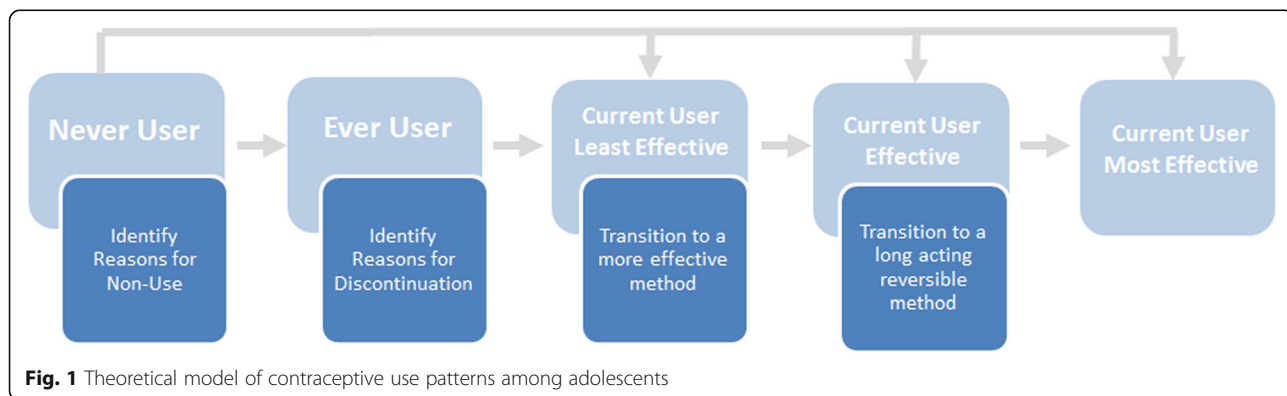 Never User
Identify
Reasons for
Non-Use
Ever User
Identify
Reasons for
Discontinuation
Current User
Least Effective
Transition to a
more effective
method
Current User
Effective
Transition to a
long acting
reversible
method
Current User
Most Effective
Fig. 1 Theoretical model of contraceptive use patterns among adolescents